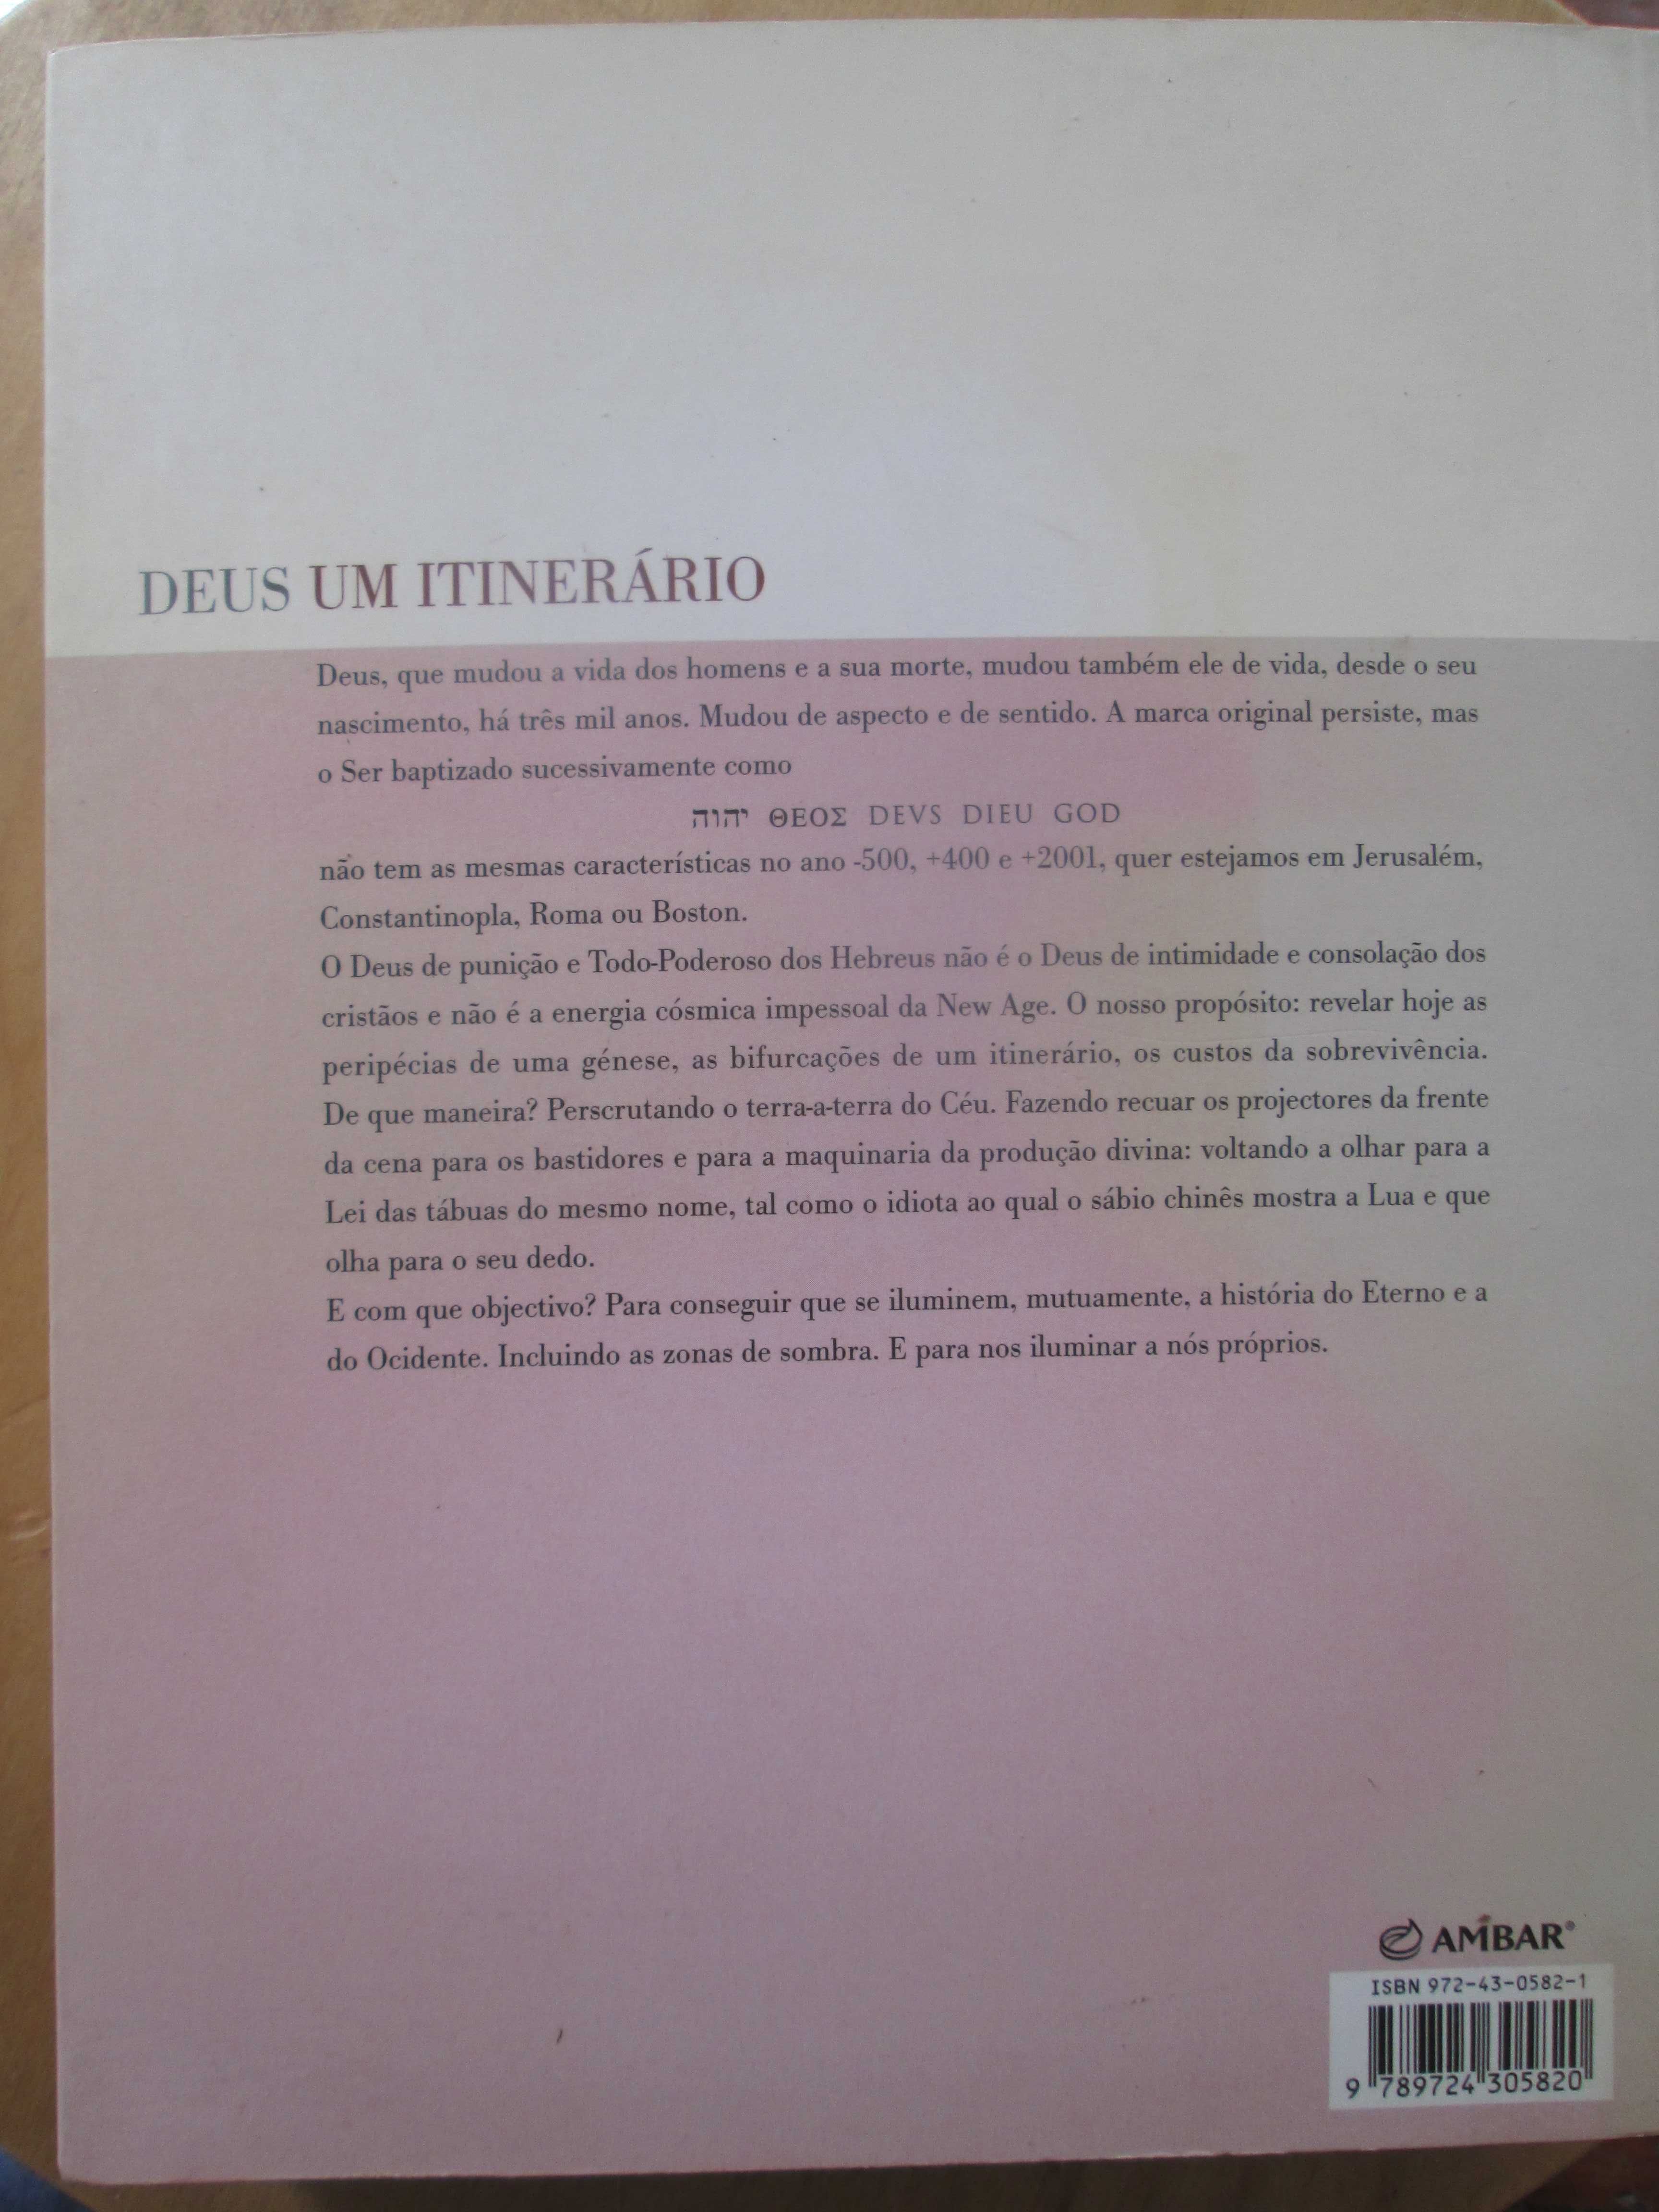 DEUS UM ITINERÁRIO
Deus, que mudou a vida dos homens e a sua morte, mudou também ele de vida, desde o seu
nascimento, há três mil anos. Mudou de aspecto e de sentido. A marca original persiste, mas
o Ser baptizado sucessivamente como
יהוה ΘΕΟΣ DEVS DIEU GOD
não tem as mesmas características no ano -500, +400 e +2001, quer estejamos em Jerusalém,
Constantinopla, Roma ou Boston.
O Deus de punição e Todo-Poderoso dos Hebreus não é o Deus de intimidade e consolação dos
cristãos e não é a energia cósmica impessoal da New Age. O nosso propósito: revelar hoje as
peripécias de uma génese, as bifurcações de um itinerário, os custos da sobrevivência.
De que maneira? Perscrutando o terra-a-terra do Céu. Fazendo recuar os projectores da frente
da cena para os bastidores e para a maquinaria da produção divina: voltando a olhar para a
Lei das tábuas do mesmo nome, tal como o idiota ao qual o sábio chinês mostra a Lua e que
olha para o seu dedo.
E com que objectivo? Para conseguir que se iluminem, mutuamente, a história do Eterno e a
do Ocidente. Incluindo as zonas de sombra. E para nos iluminar a nós próprios.
AMBAR®
ISBN 972-43-0582-1
9 789724 305820